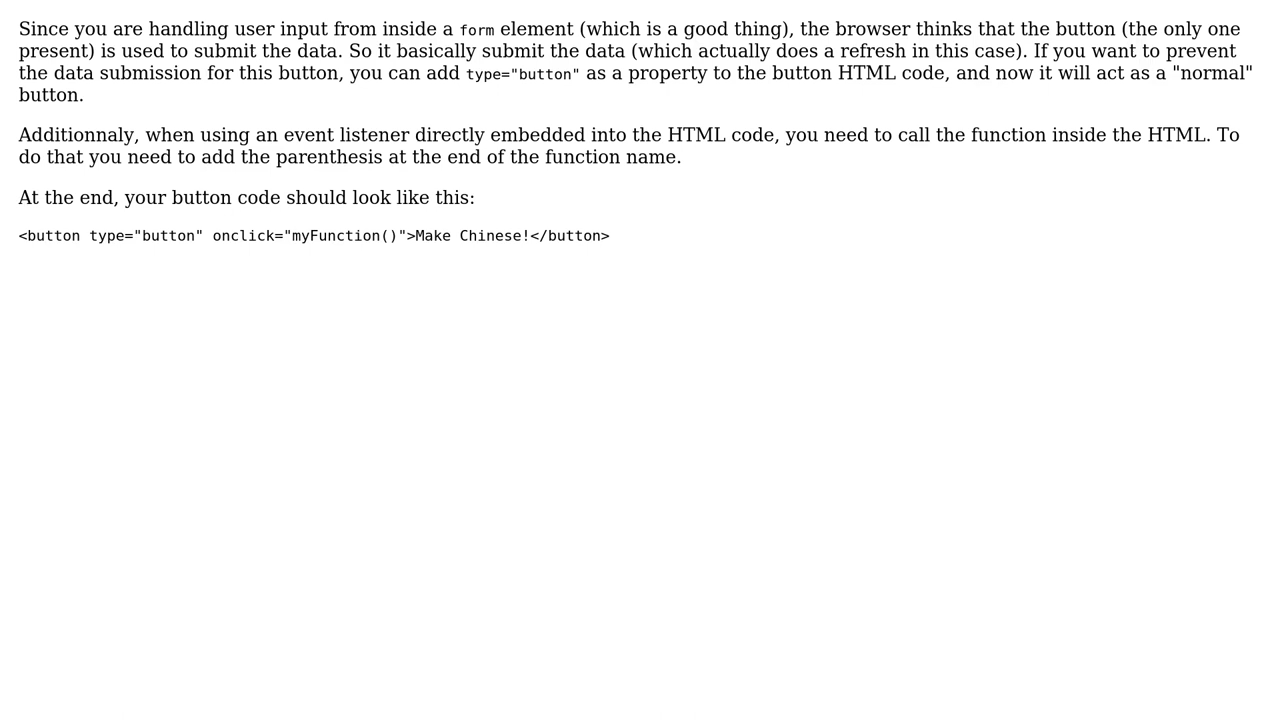 Since you are handling user input from inside a form element (which is a good thing), the browser thinks that the button (the only one
present) is used to submit the data. So it basically submit the data (which actually does a refresh in this case). If you want to prevent
the data submission for this button, you can add type="button" as a property to the button HTML code, and now it will act as a "normal"
button.
Additionnaly, when using an event listener directly embedded into the HTML code, you need to call the function inside the HTML. To
do that you need to add the parenthesis at the end of the function name.
At the end, your button code should look like this:
<button type="button" onclick="myFunction()">Make Chinese!</button>